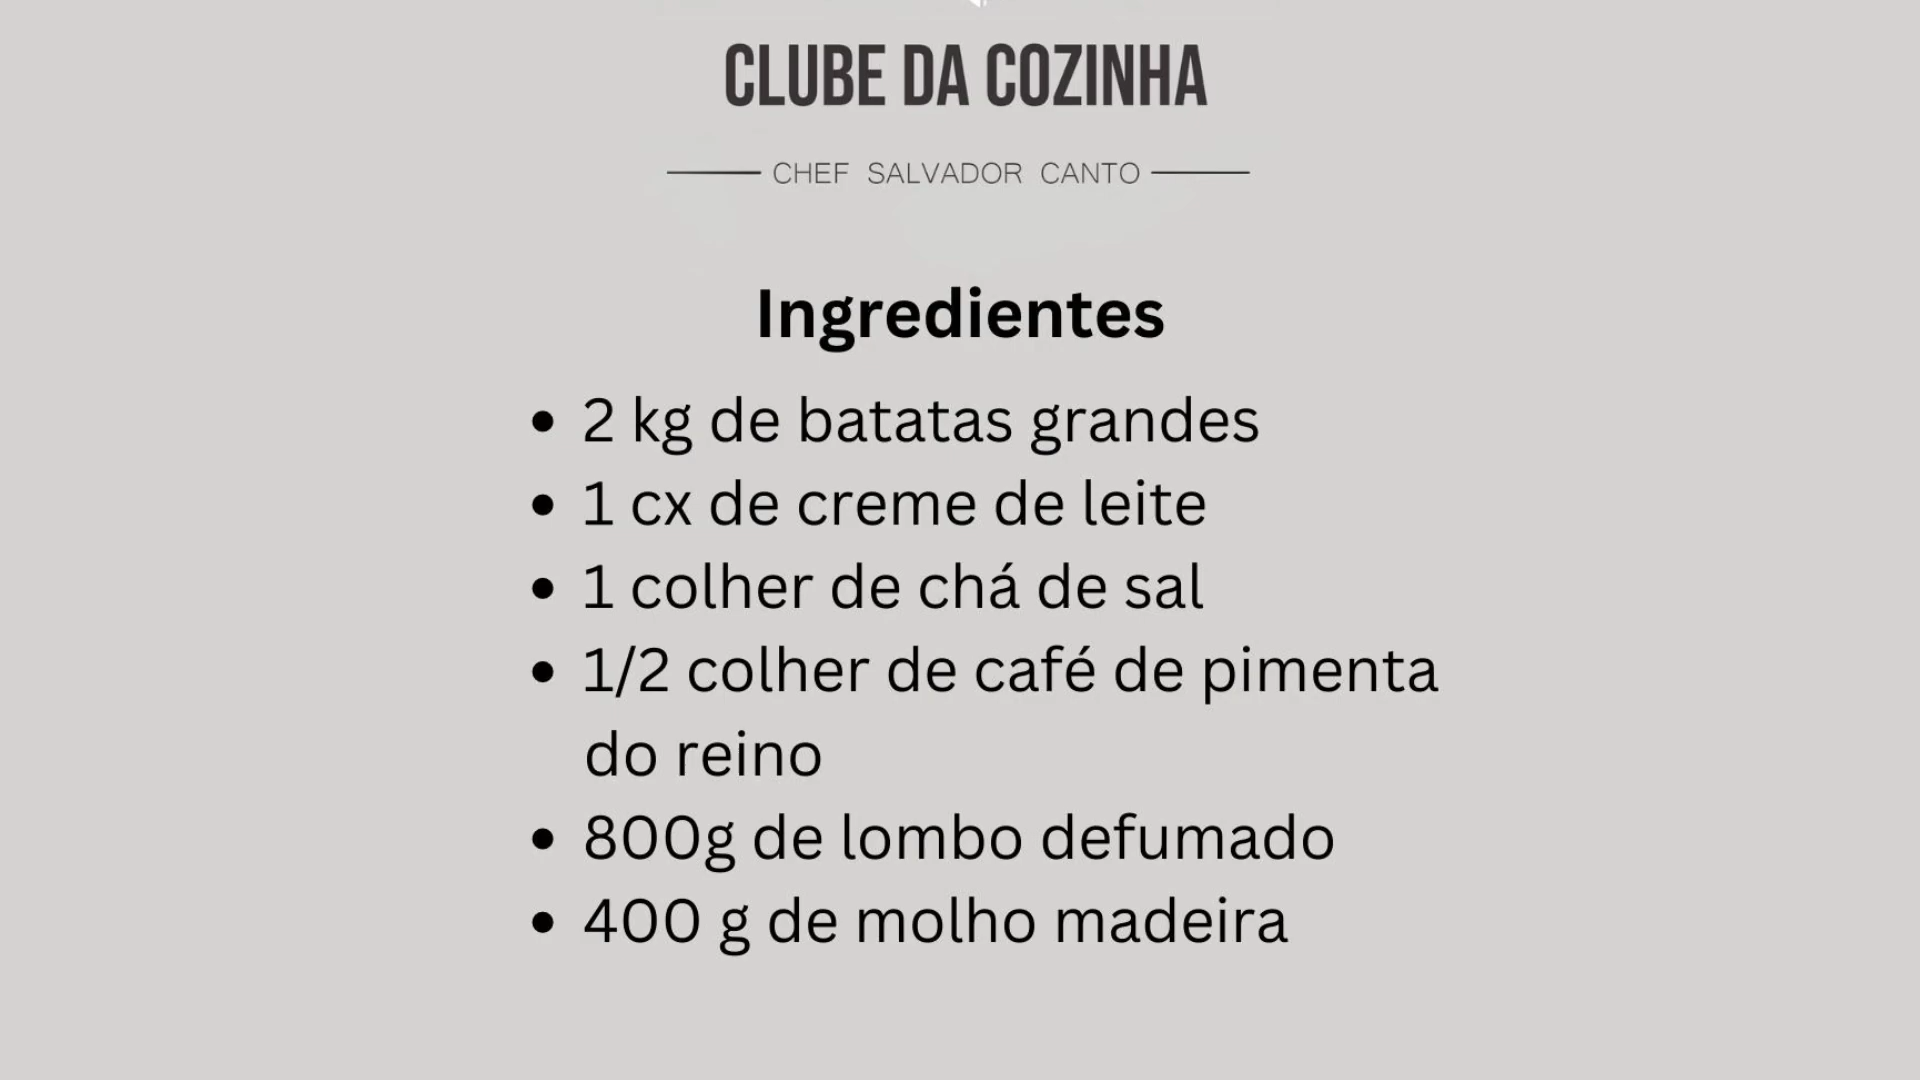 CLUBE DA COZINHA
CHEF SALVADOR CANTO
Ingredientes
• 2 kg de batatas grandes
• 1 cx de creme de leite
• 1 colher de chá de sal
• 1/2 colher de café de pimenta
do reino
• 800g de lombo defumado
• 400 g de molho madeira